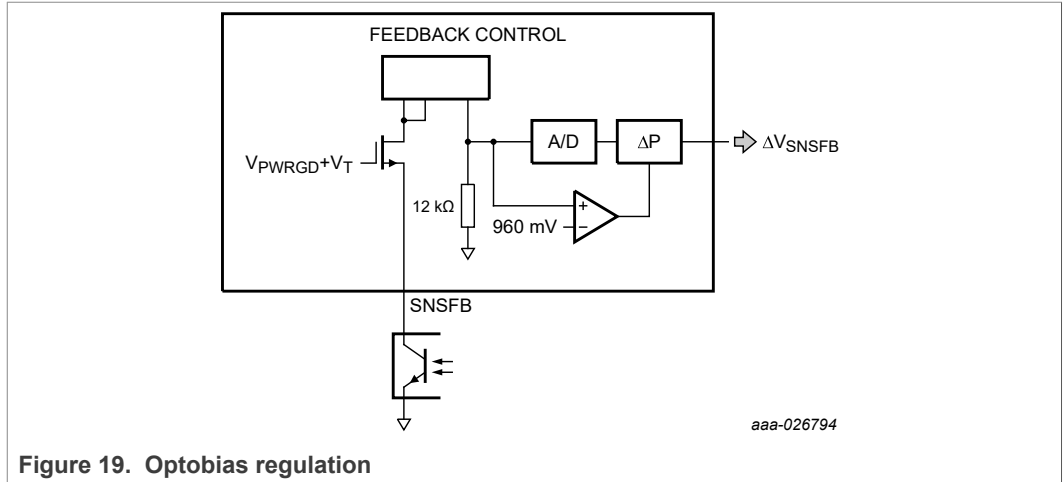 FEEDBACK CONTROL
A/D
ΔP
ΔVSNSFB
VPWRGD+VT
12 kΩ
+
960 mV
−
SNSFB
aaa-026794
Figure 19. Optobias regulation